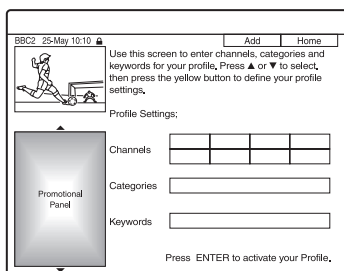 BBC2 25-May 10:10
Add
Home
Use this screen to enter channels, categories and
keywords for your profile. Press ▲ or ▼ to select,
then press the yellow button to define your profile
settings.
Profile Settings;
Channels
Categories
Keywords
Promotional
Panel
Press ENTER to activate your Profile.